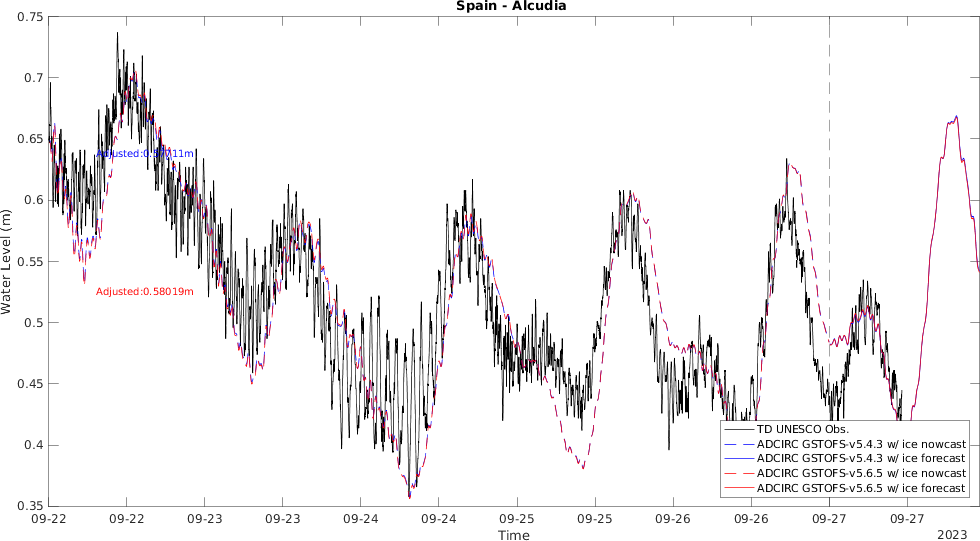 Spain - Alcudia
0.75
0.7
0.65
0.6
0.55
0.5
0.45
0.4
0.35
Water Level (m)
Adjusted:0.58019m
TD UNESCO Obs.
ADCIRC GSTOFS-v5.4.3 w/ ice nowcast
ADCIRC GSTOFS-v5.4.3 w/ ice forecast
ADCIRC GSTOFS-v5.6.5 w/ ice nowcast
ADCIRC GSTOFS-v5.6.5 w/ ice forecast
09-22 09-22 09-23 09-23 09-24 09-24 09-25 09-25 09-26 09-26 09-27 09-27
Time
2023